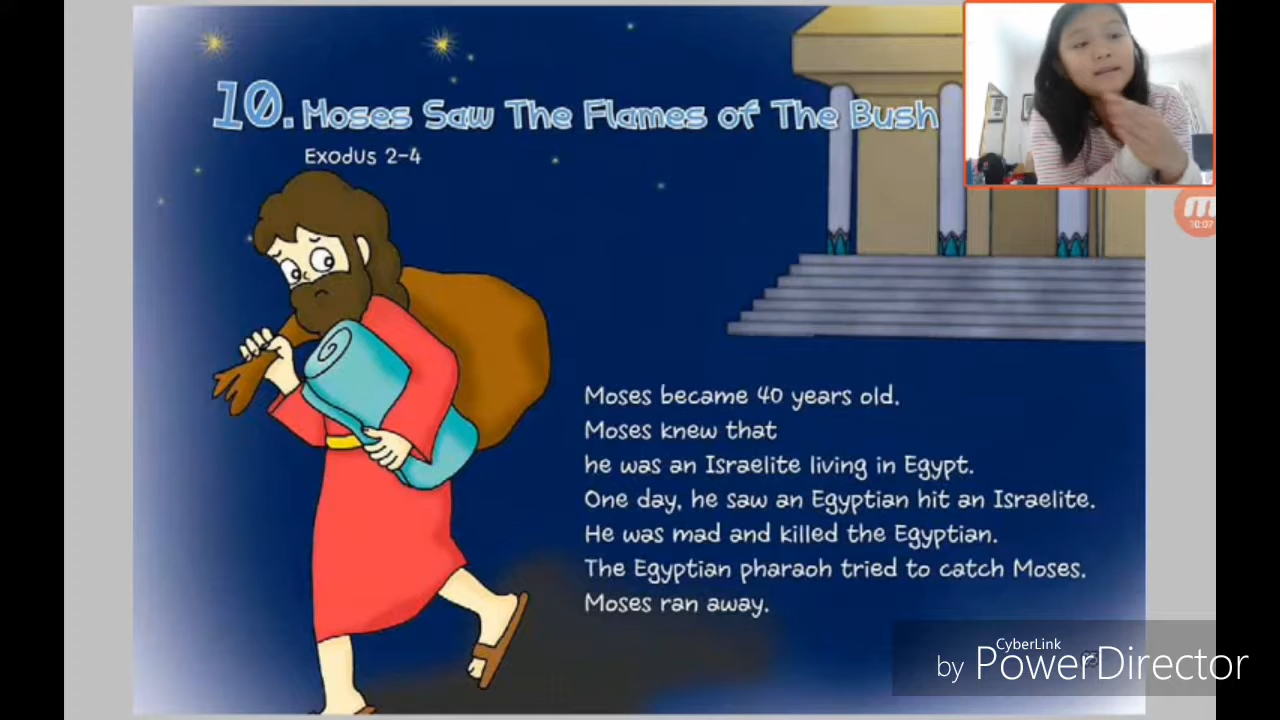 10. Moses Saw The Flames of The Bush
Exodus 2-4
10:07
Moses became 40 years old.
Moses knew that
he was an Israelite living in Egypt.
One day, he saw an Egyptian hit an Israelite.
He was mad and killed the Egyptian.
The Egyptian pharaoh tried to catch Moses.
Moses ran away.
CyberLink
by PowerDirector